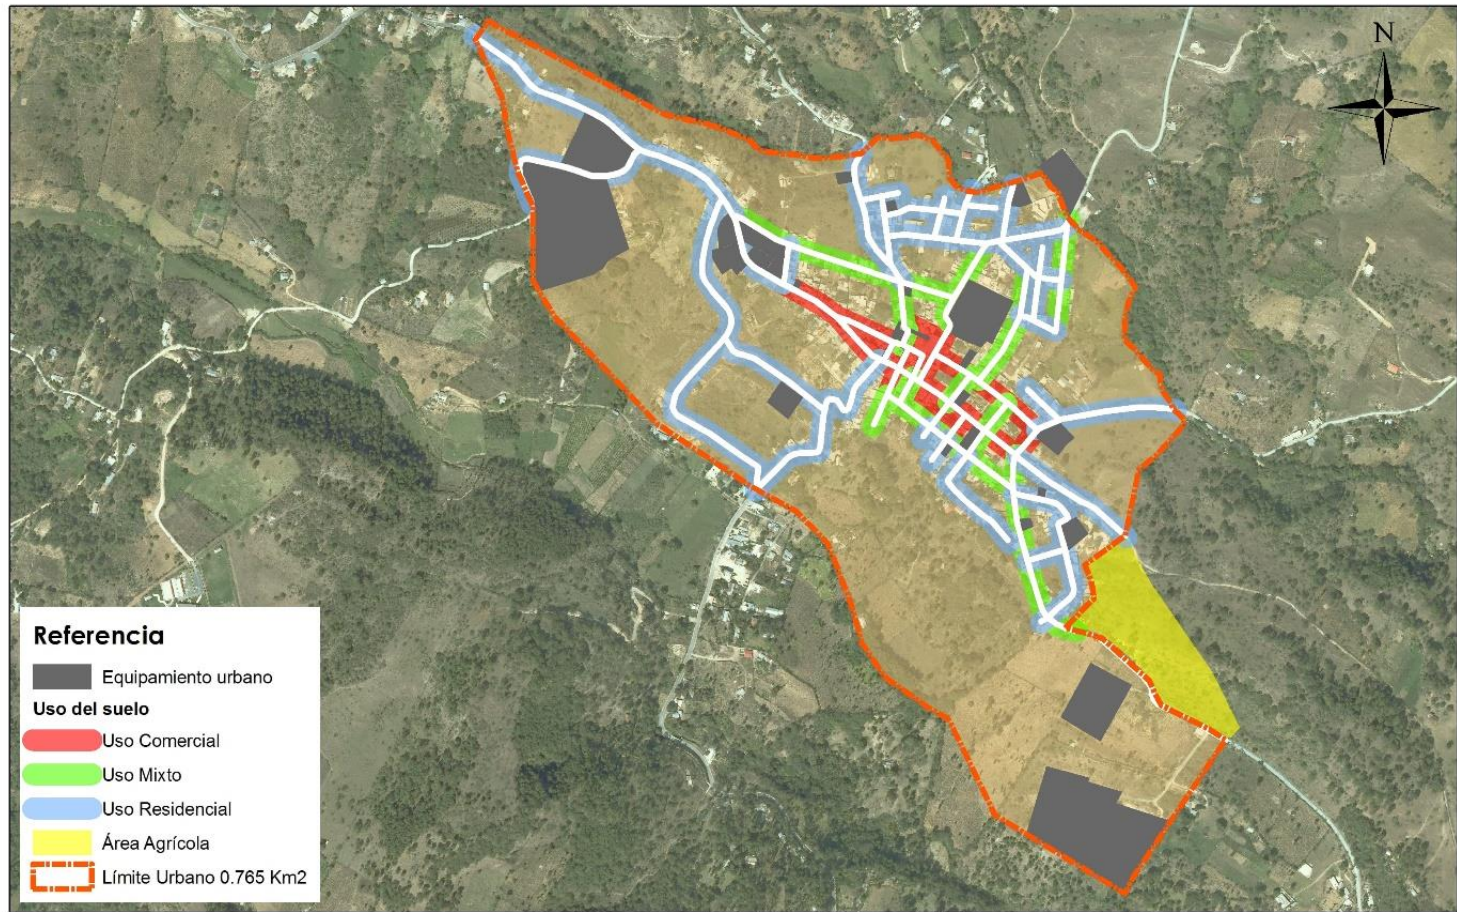 N
Referencia
Equipamiento urbano
Uso del suelo
Uso Comercial
Uso Mixto
Uso Residencial
Área Agrícola
Límite Urbano 0.765 Km2